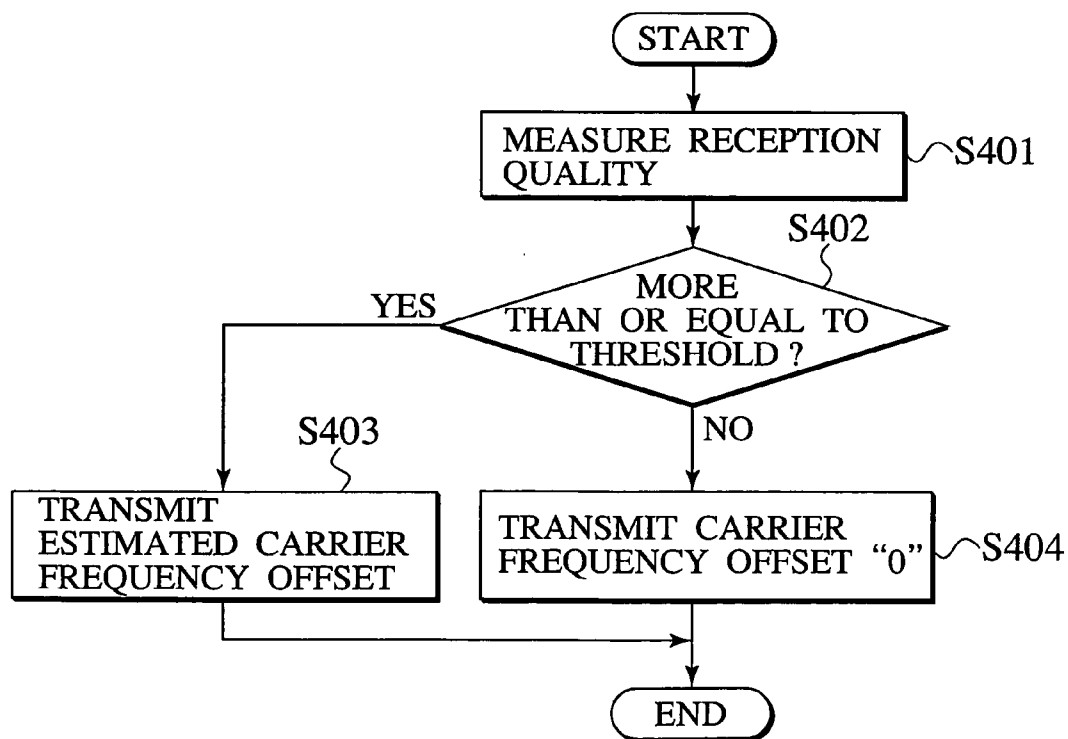 START
MEASURE RECEPTION
QUALITY
S401
S402
MORE
THAN OR EQUAL TO
THRESHOLD ?
YES
NO
S403
TRANSMIT
ESTIMATED CARRIER
FREQUENCY OFFSET
TRANSMIT CARRIER
FREQUENCY OFFSET “0”
S404
END